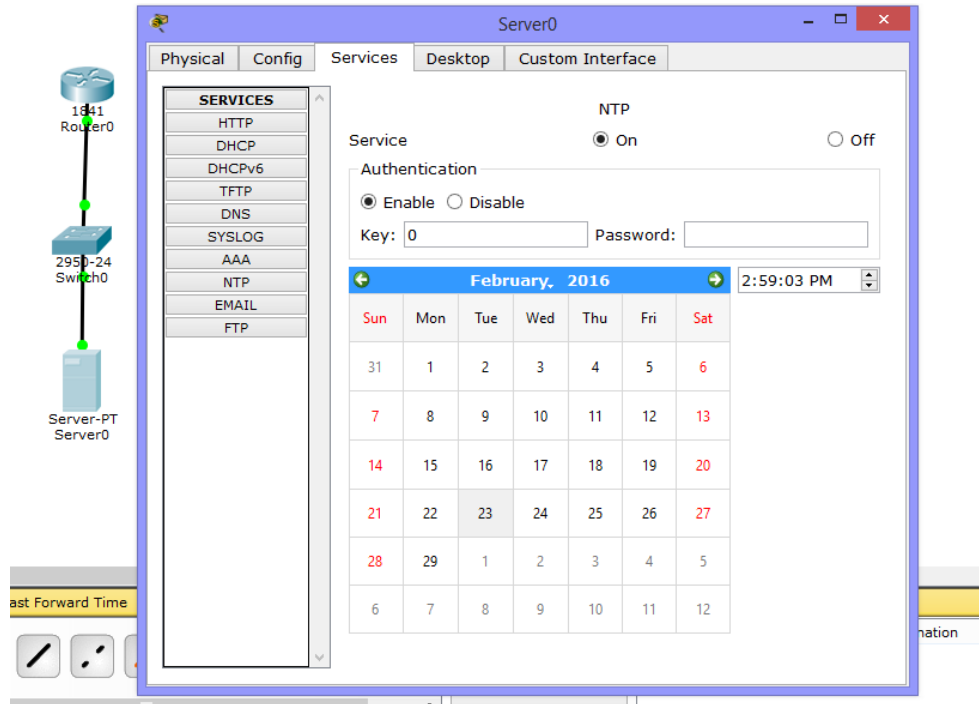 Server0
Physical Config Services Desktop Custom Interface
1841
Router0
2950-24
Switch0
Server-PT
Server0
SERVICES
HTTP
DHCP
DHCPv6
TFTP
DNS
SYSLOG
AAA
NTP
EMAIL
FTP
NTP
Service On Off
Authentication
Enable Disable
Key: 0 Password:
February, 2016 2:59:03 PM
Sun Mon Tue Wed Thu Fri Sat
31 1 2 3 4 5 6
7 8 9 10 11 12 13
14 15 16 17 18 19 20
21 22 23 24 25 26 27
28 29 1 2 3 4 5
6 7 8 9 10 11 12
ast Forward Time
nation